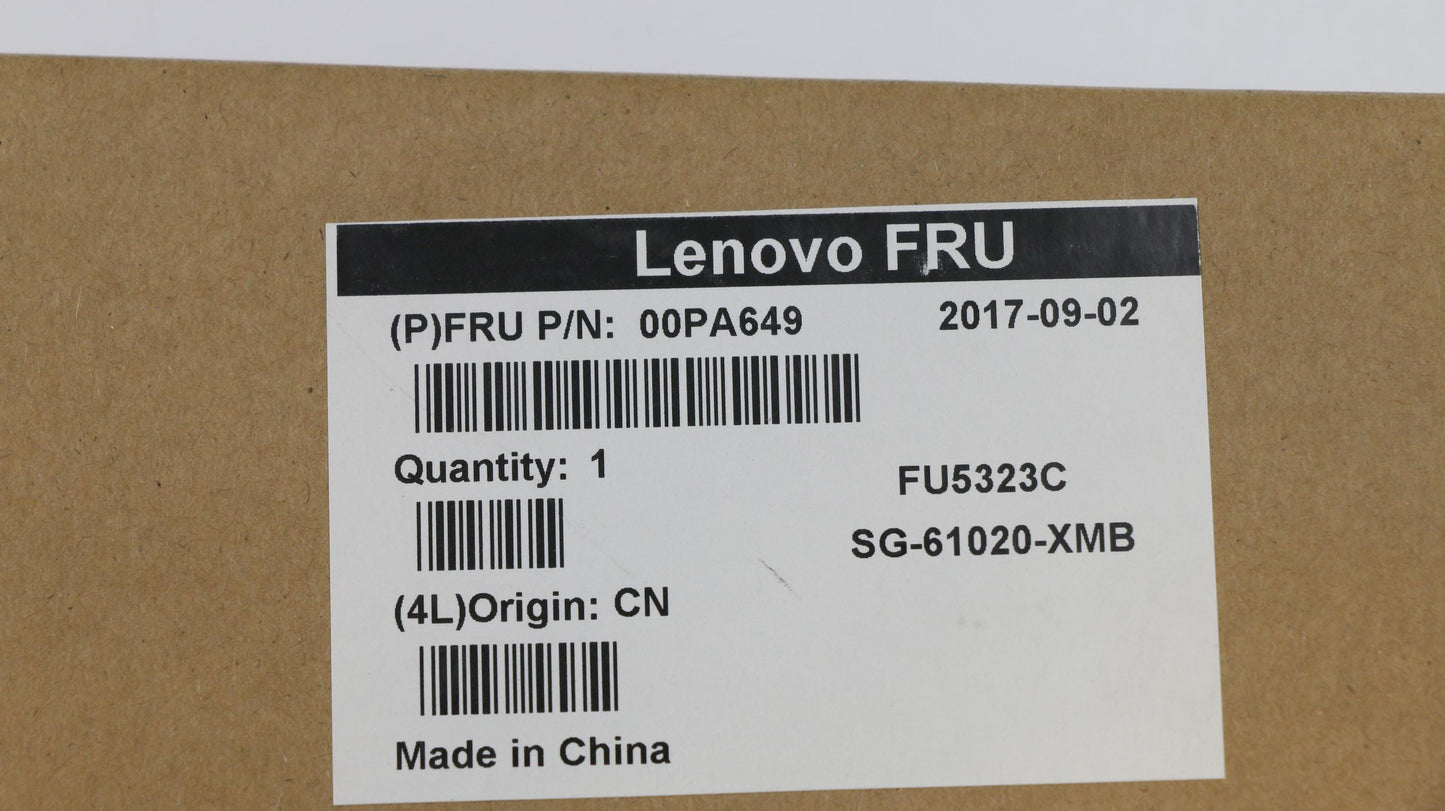 Lenovo FRU
(P)FRU P/N: 00PA649 2017-09-02
Quantity: 1 FU5323C
SG-61020-XMB
(4L)Origin: CN
Made in China